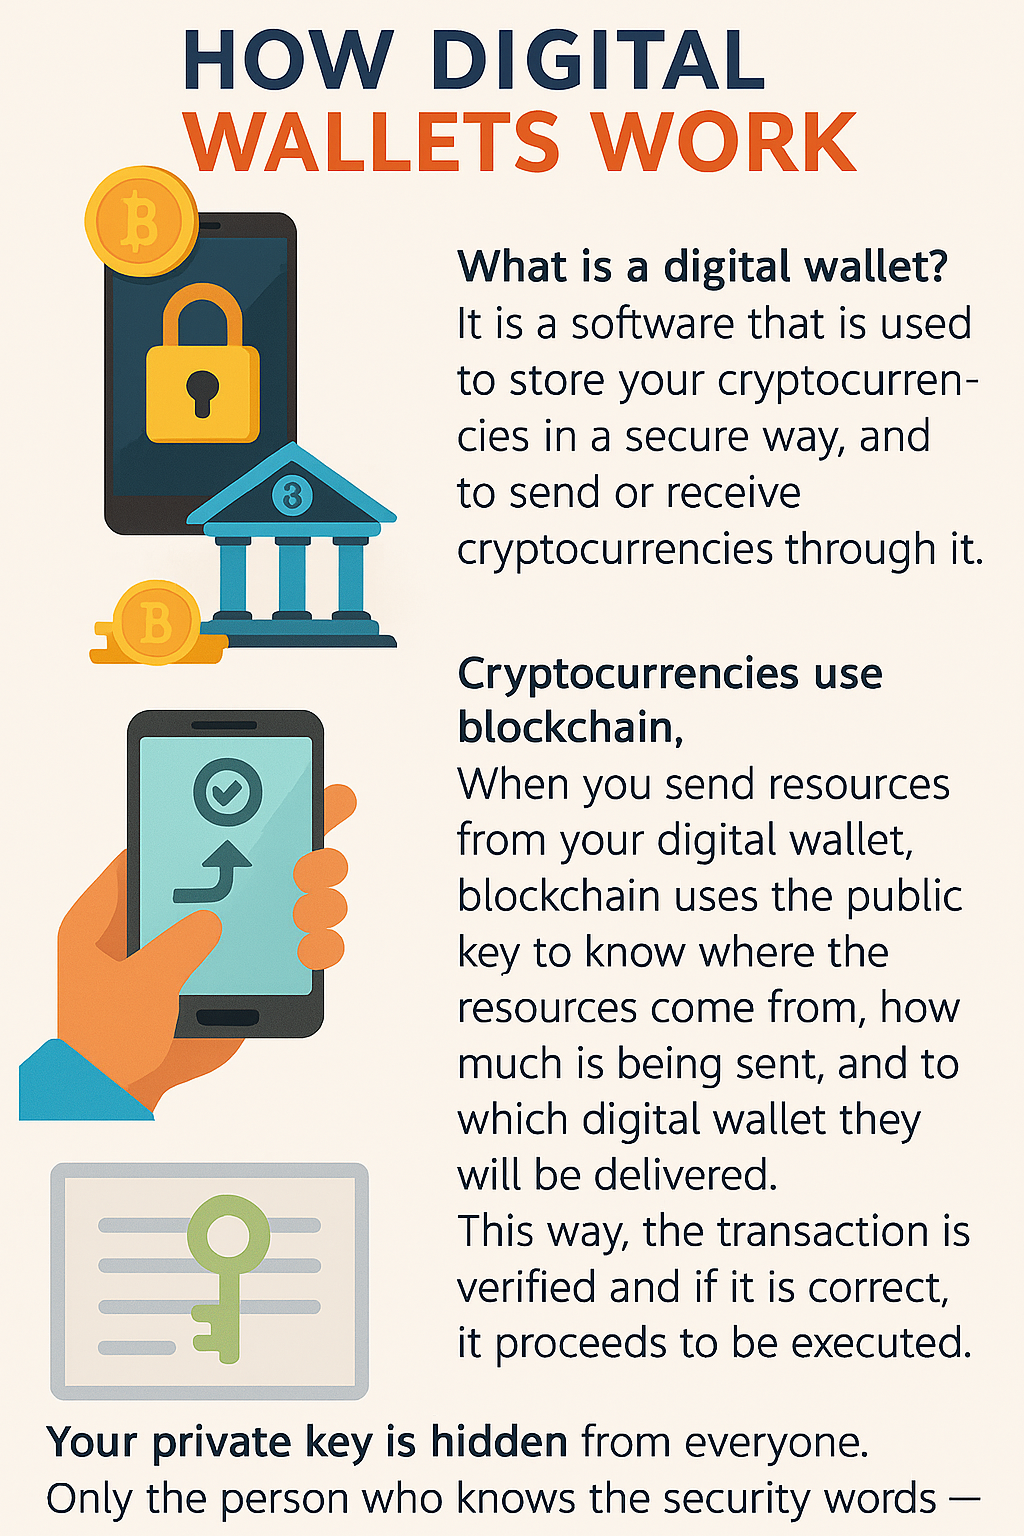 HOW DIGITAL
WALLETS WORK
B
3
B
What is a digital wallet?
It is a software that is used
to store your cryptocurren-
cies in a secure way, and
to send or receive
cryptocurrencies through it.
Cryptocurrencies use
blockchain,
When you send resources
from your digital wallet,
blockchain uses the public
key to know where the
resources come from, how
much is being sent, and to
which digital wallet they
will be delivered.
This way, the transaction is
verified and if it is correct,
it proceeds to be executed.
Your private key is hidden from everyone.
Only the person who knows the security words —